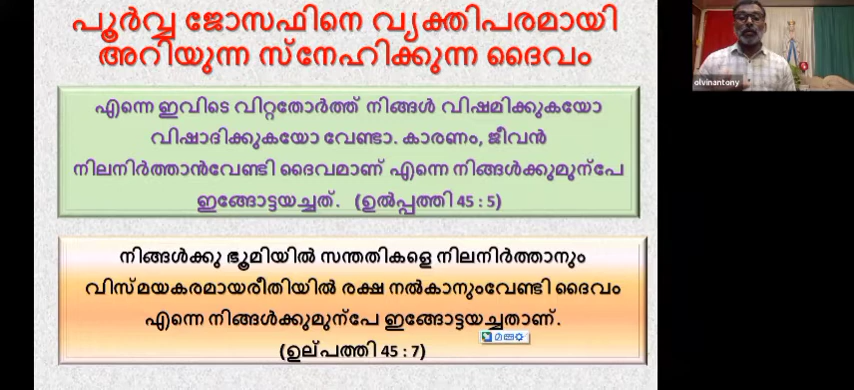 പൂർവ്വ ജോസഫിനെ വ്യക്തിപരമായി
അറിയുന്ന സ്നേഹിക്കുന്ന ദൈവം
എന്നെ ഇവിടെ വിറ്റതോർത്ത് നിങ്ങൾ വിഷമിക്കുകയോ
വിഷാദിക്കുകയോ വേണ്ടാ. കാരണം, ജീവൻ
നിലനിർത്താൻവേണ്ടി ദൈവമാണ് എന്നെ നിങ്ങൾക്കുമുന്പേ
ഇങ്ങോട്ടയച്ചത്. (ഉൽപ്പത്തി 45 : 5)
നിങ്ങൾക്കു ഭൂമിയിൽ സന്തതികളെ നിലനിർത്താനും
വിസ്മയകരമായരീതിയിൽ രക്ഷ നൽകാനുംവേണ്ടി ദൈവം
എന്നെ നിങ്ങൾക്കുമുന്പേ ഇങ്ങോട്ടയച്ചതാണ്.
(ഉല്പത്തി 45 : 7)
olvinantony